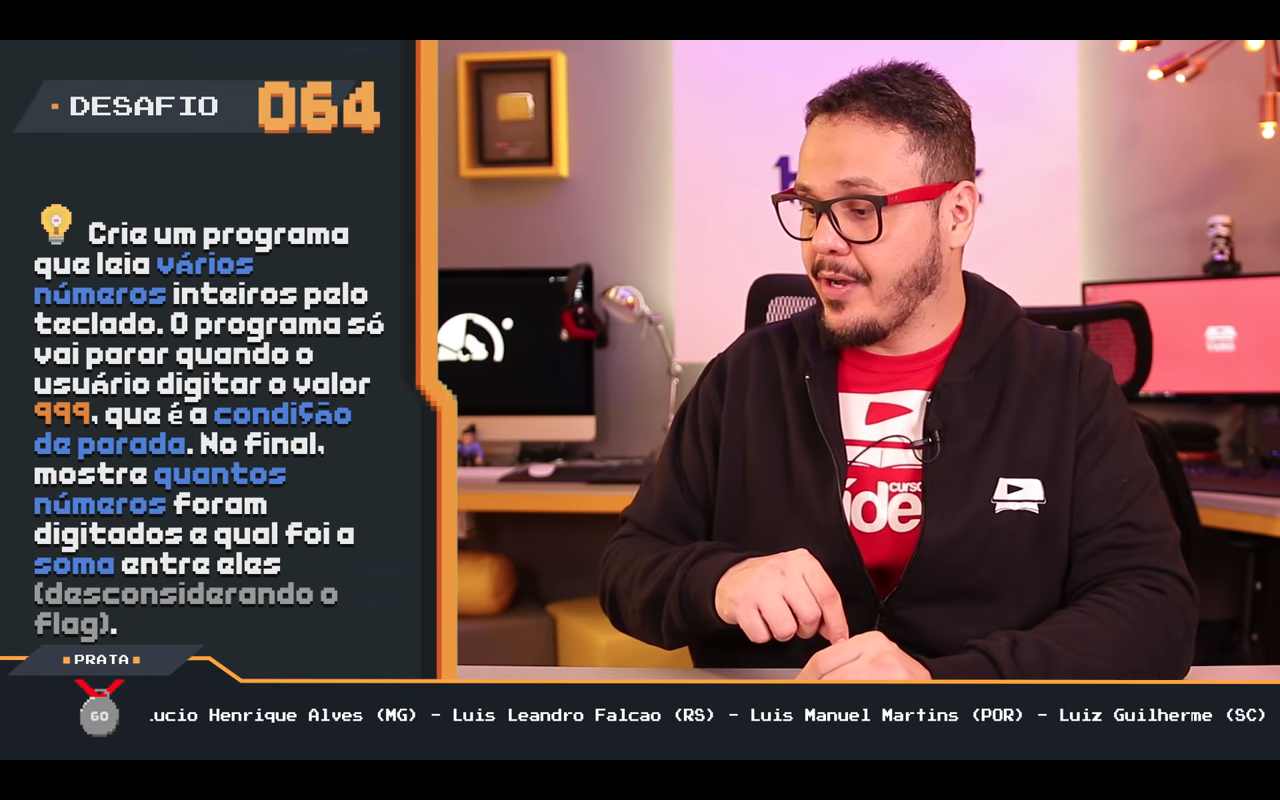 DESAFIO 064
Crie um programa
que leia vários
números inteiros pelo
teclado. O programa só
vai parar quando o
usuário digitar o valor
999, que é a condição
de parada. No final,
mostre quantos
números foram
digitados e qual foi a
soma entre eles
(desconsiderando o
flag).
PRATA
60
.ucio Henrique Alves (MG) - Luis Leandro Falcao (RS) - Luis Manuel Martins (POR) - Luiz Guilherme (SC)
curso